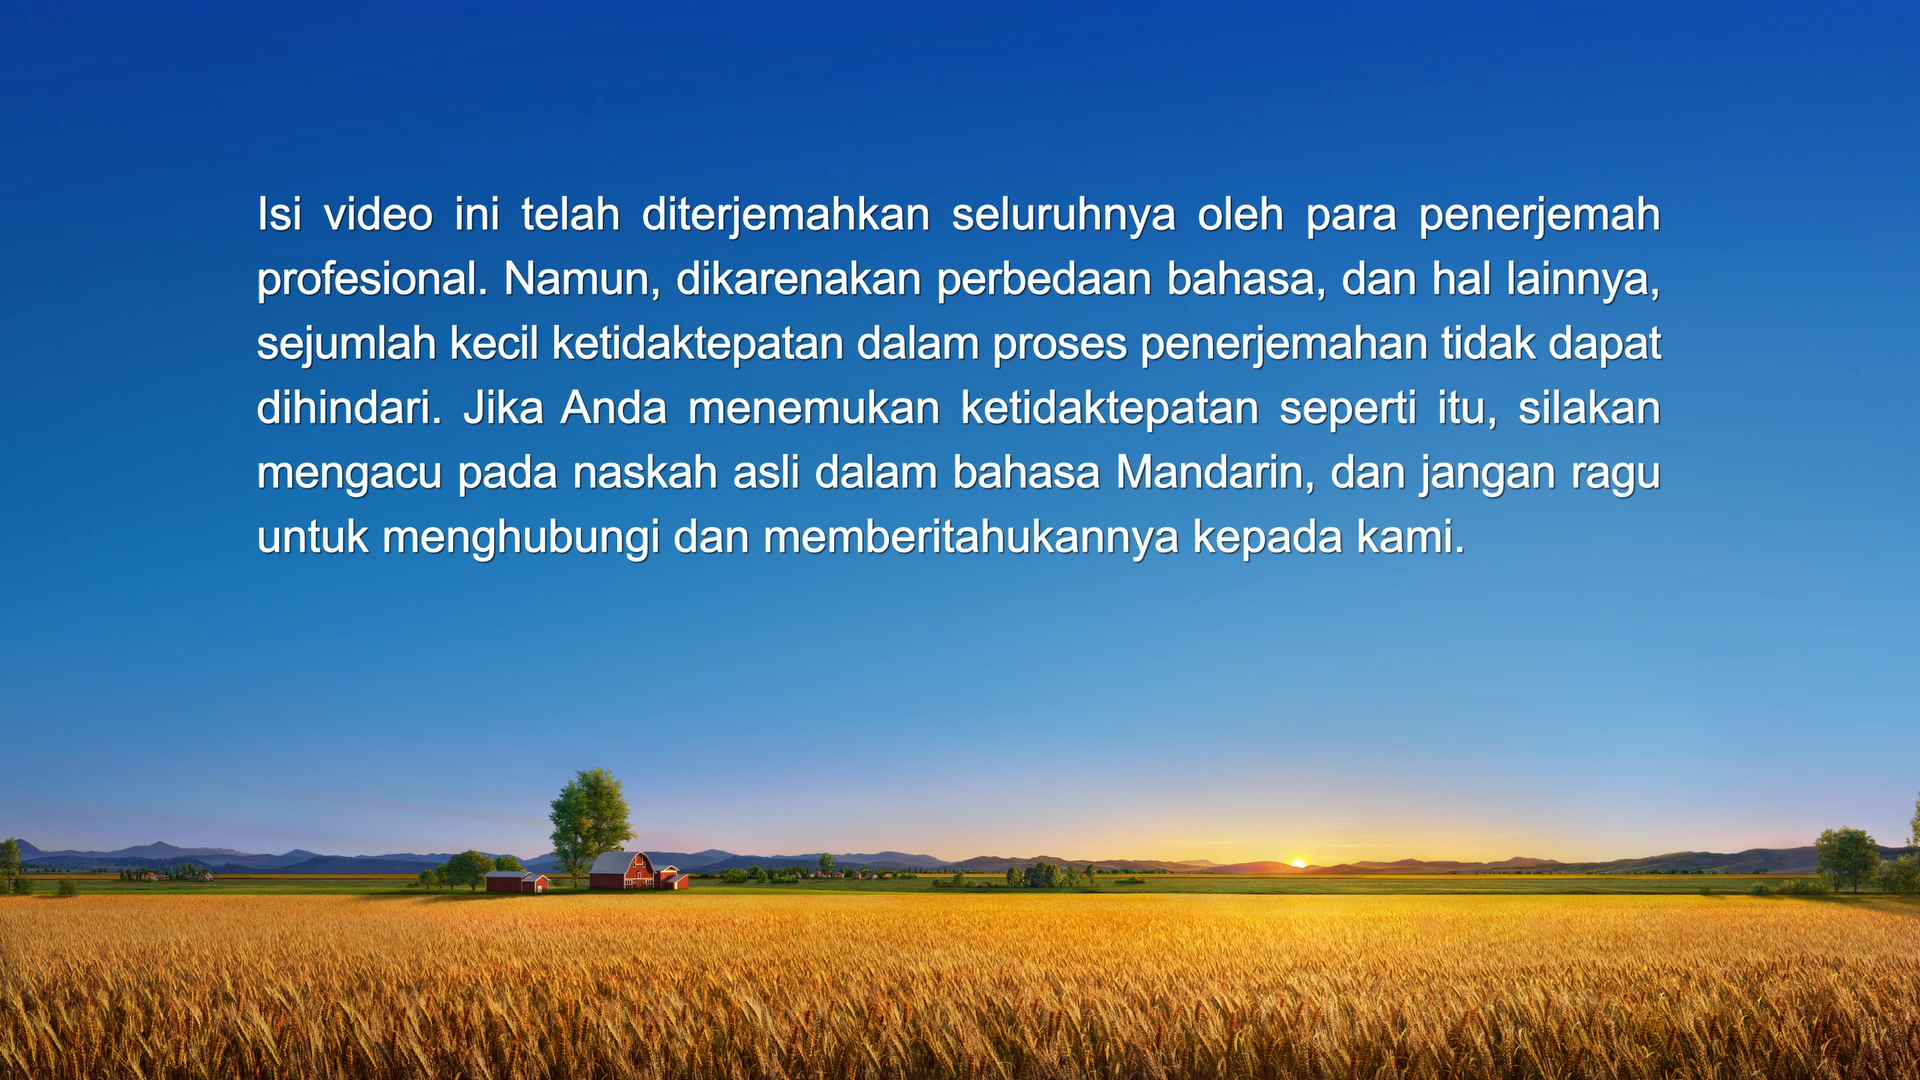 Isi video ini telah diterjemahkan seluruhnya oleh para penerjemah
profesional. Namun, dikarenakan perbedaan bahasa, dan hal lainnya,
sejumlah kecil ketidaktepatan dalam proses penerjemahan tidak dapat
dihindari. Jika Anda menemukan ketidaktepatan seperti itu, silakan
mengacu pada naskah asli dalam bahasa Mandarin, dan jangan ragu
untuk menghubungi dan memberitahukannya kepada kami.